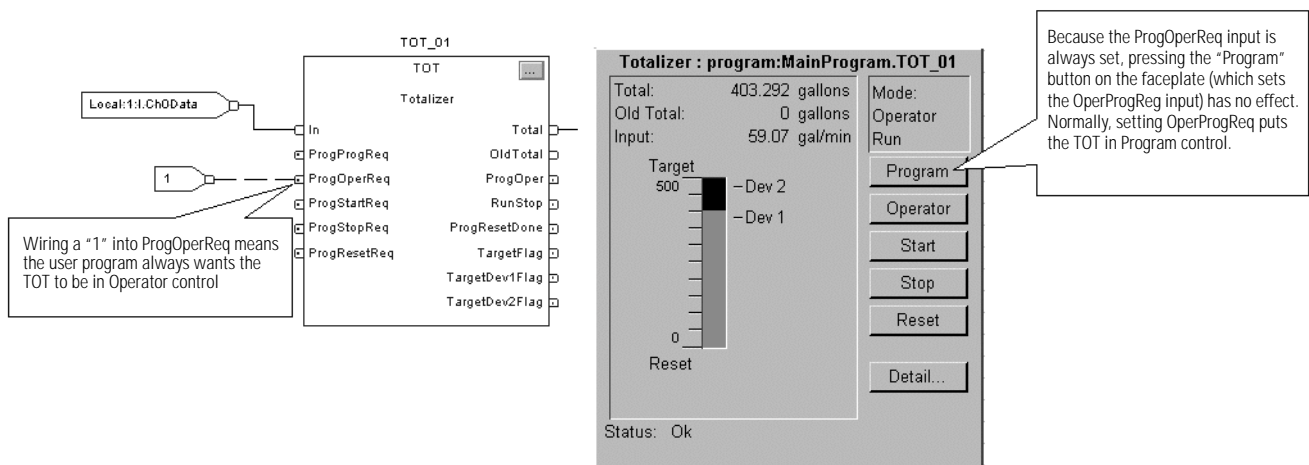 TOT_01
TOT
...
Totalizer
Local:1:I.Ch0Data
In
ProgProgReq
1
ProgOperReq
ProgStartReq
ProgStopReq
ProgResetReq
Total
OldTotal
ProgOper
RunStop
ProgResetDone
TargetFlag
TargetDev1Flag
TargetDev2Flag
Wiring a "1" into ProgOperReq means
the user program always wants the
TOT to be in Operator control
Totalizer : program:MainProgram.TOT_01
Total: 403.292 gallons
Old Total: 0 gallons
Input: 59.07 gal/min
Target
500
Dev 2
Dev 1
0
Reset
Mode:
Operator
Run
Program
Operator
Start
Stop
Reset
Detail...
Status: Ok
Because the ProgOperReq input is
always set, pressing the "Program"
button on the faceplate (which sets
the OperProgReg input) has no effect.
Normally, setting OperProgReq puts
the TOT in Program control.